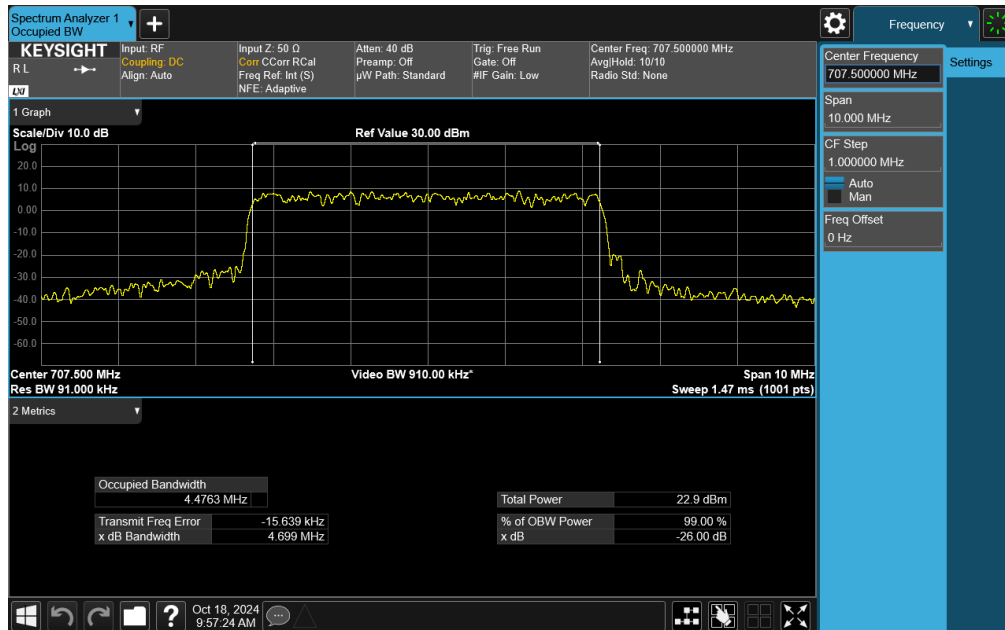 Spectrum Analyzer 1
Occupied BW
Frequency
KEYSIGHT
R L
LXI
Input: RF
Coupling: DC
Align: Auto
Input Z: 50 Ω
Corr CCorr RCal
Freq Ref: Int (S)
NFE: Adaptive
Atten: 40 dB
Preamp: Off
µW Path: Standard
Trig: Free Run
Gate: Off
#IF Gain: Low
Center Freq: 707.500000 MHz
Avg|Hold: 10/10
Radio Std: None
Center Frequency
707.500000 MHz
Settings
Span
10.000 MHz
CF Step
1.000000 MHz
Auto
Man
Freq Offset
0 Hz
1 Graph
Scale/Div 10.0 dB
Ref Value 30.00 dBm
Log
20.0
10.0
0.00
-10.0
-20.0
-30.0
-40.0
-50.0
-60.0
Center 707.500 MHz
Video BW 910.00 kHz*
Span 10 MHz
Res BW 91.000 kHz
Sweep 1.47 ms (1001 pts)
2 Metrics
Occupied Bandwidth
4.4763 MHz
Total Power 22.9 dBm
Transmit Freq Error -15.639 kHz
% of OBW Power 99.00 %
x dB Bandwidth 4.699 MHz
x dB -26.00 dB
Oct 18, 2024
9:57:24 AM